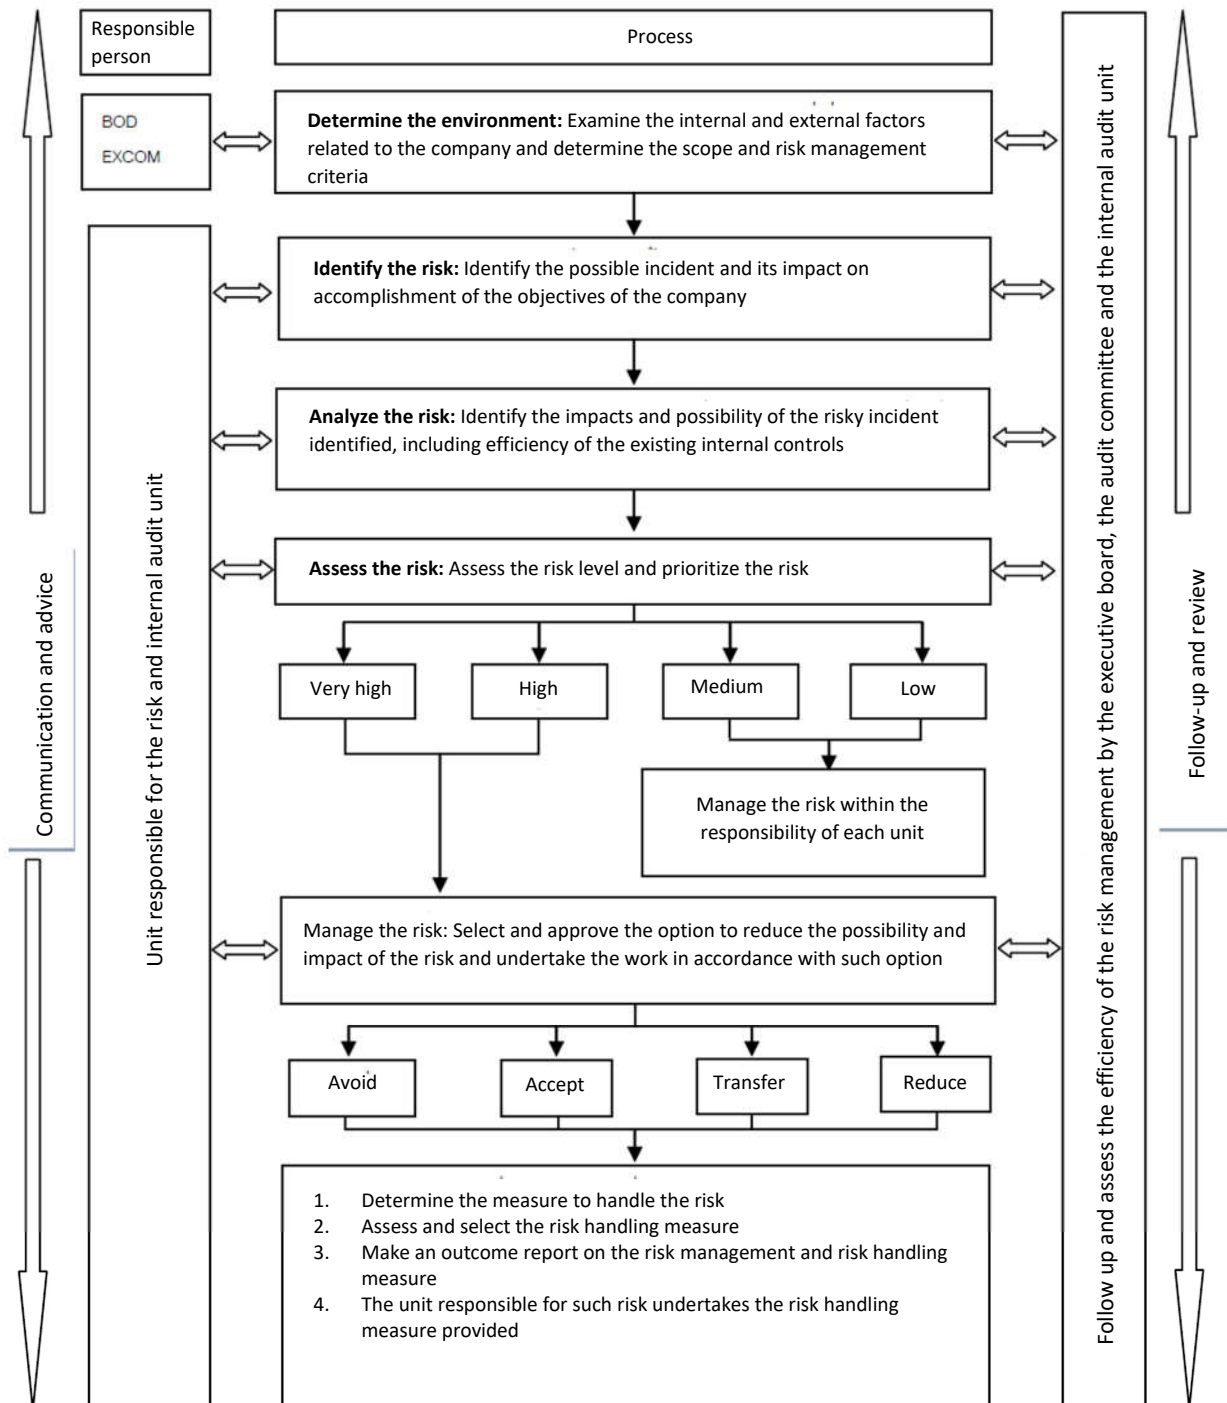 Responsible
person
Process
BOD
EXCOM
Determine the environment: Examine the internal and external factors
related to the company and determine the scope and risk management
criteria
Identify the risk: Identify the possible incident and its impact on
accomplishment of the objectives of the company
Analyze the risk: Identify the impacts and possibility of the risky incident
identified, including efficiency of the existing internal controls
Assess the risk: Assess the risk level and prioritize the risk
Very high
High
Medium
Low
Manage the risk within the
responsibility of each unit
Manage the risk: Select and approve the option to reduce the possibility and
impact of the risk and undertake the work in accordance with such option
Avoid
Accept
Transfer
Reduce
1. Determine the measure to handle the risk
2. Assess and select the risk handling measure
3. Make an outcome report on the risk management and risk handling
measure
4. The unit responsible for such risk undertakes the risk handling
measure provided
Communication and advice
Unit responsible for the risk and internal audit unit
Follow up and assess the efficiency of the risk management by the executive board, the audit committee and the internal audit unit
Follow-up and review